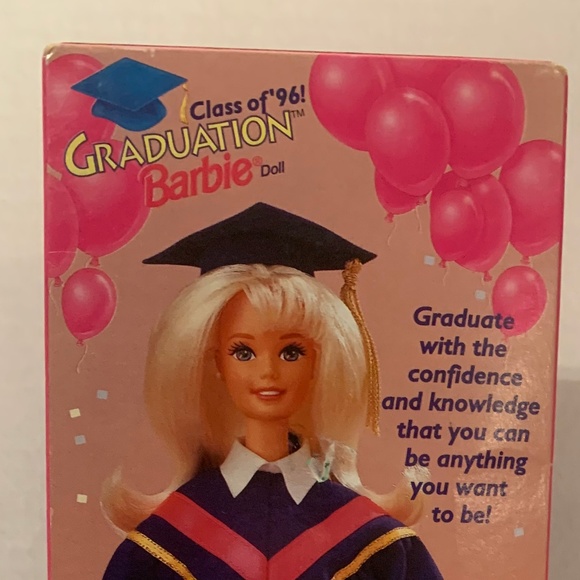 Class of '96!
GRADUATION™
Barbie® Doll
Graduate
with the
confidence
and knowledge
that you can
be anything
you want
to be!